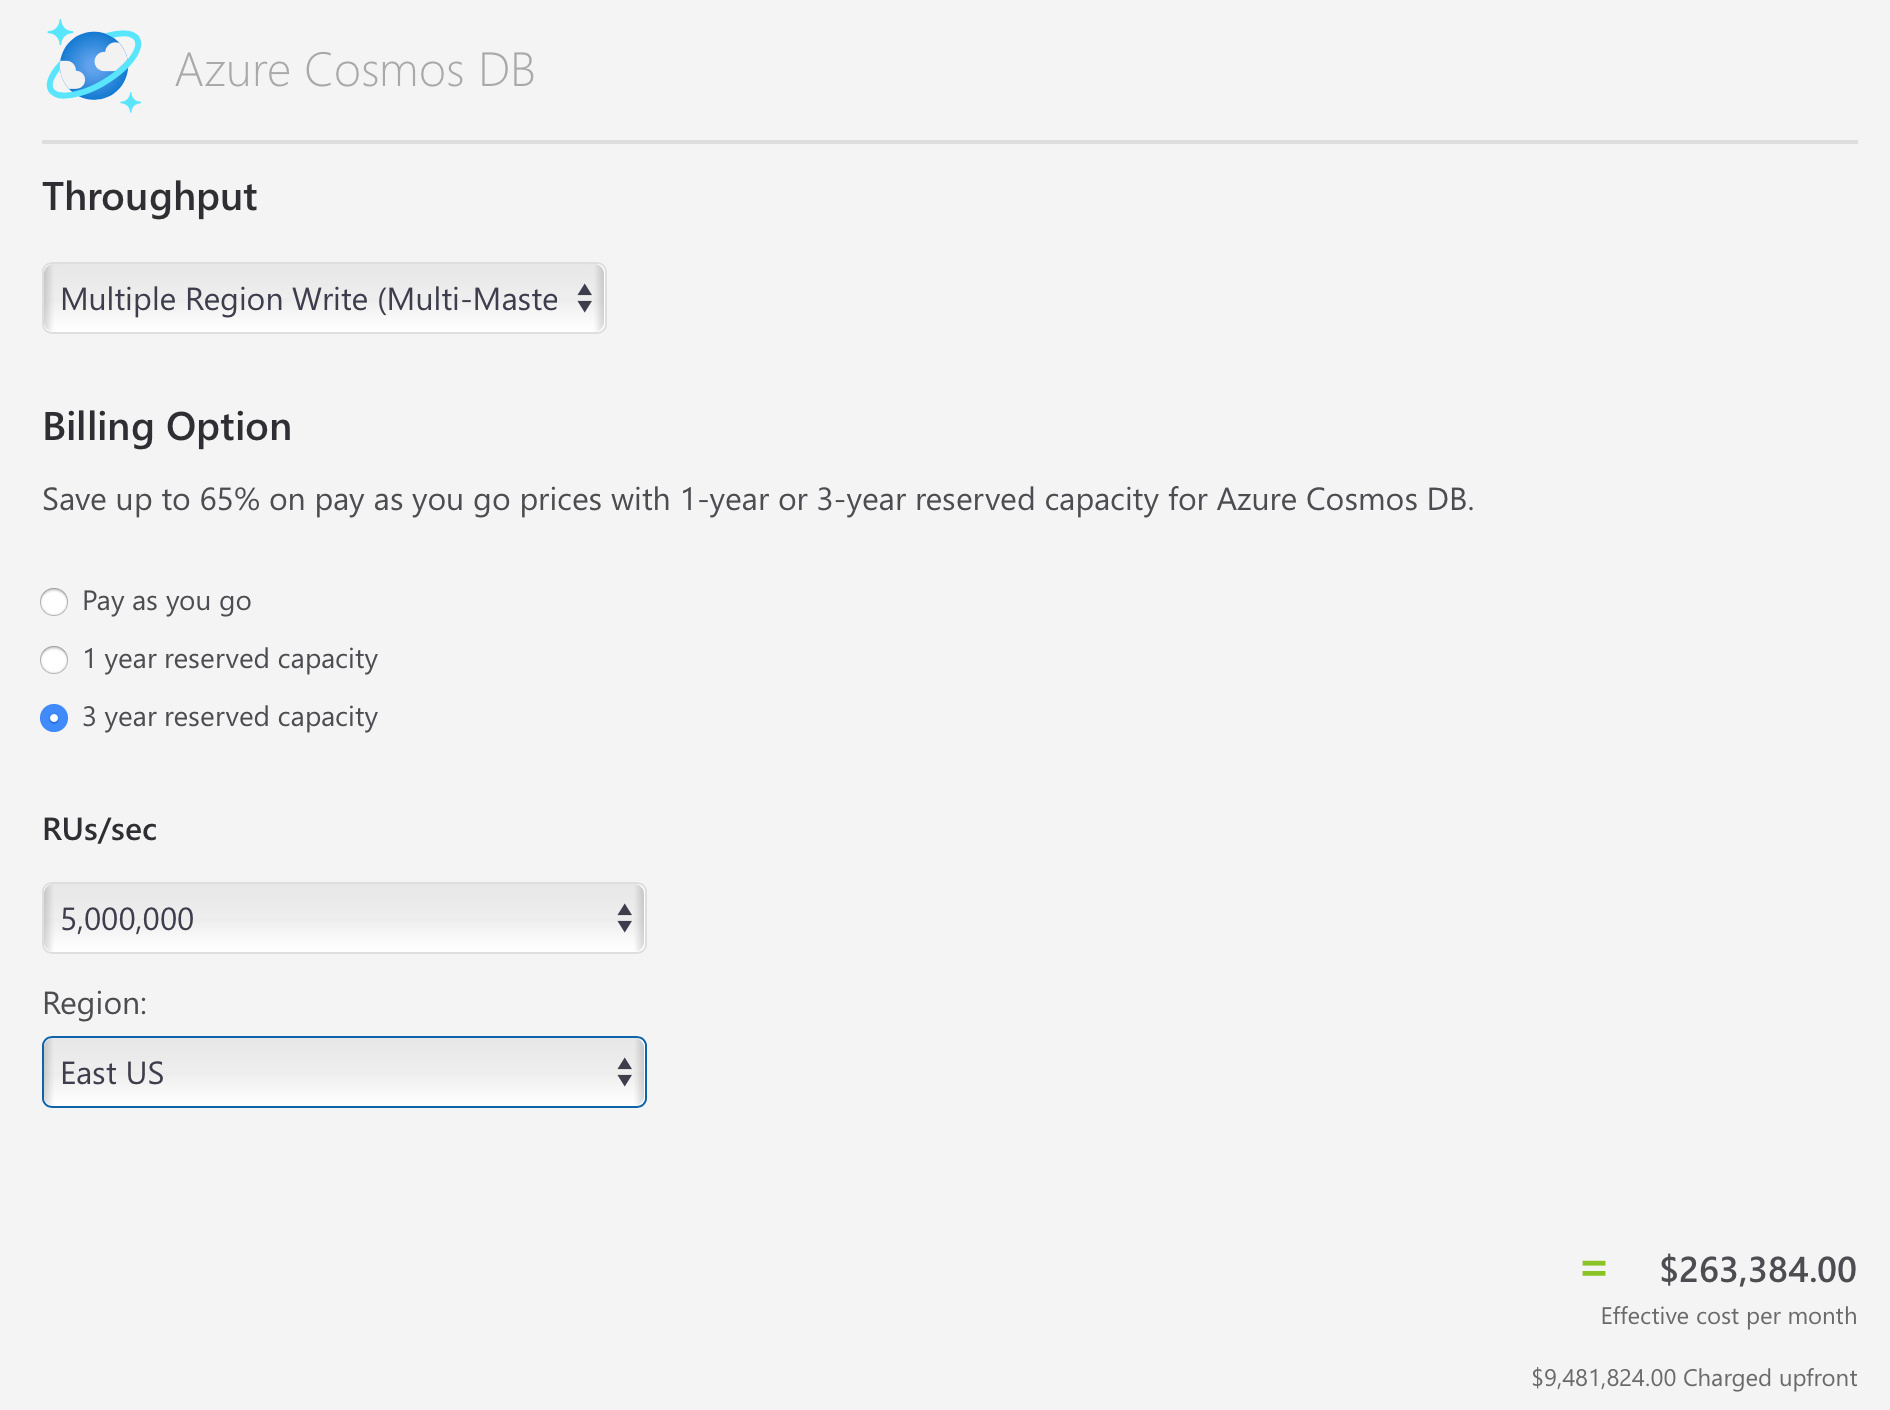 Azure Cosmos DB
Throughput
Multiple Region Write (Multi-Maste
Billing Option
Save up to 65% on pay as you go prices with 1-year or 3-year reserved capacity for Azure Cosmos DB.
Pay as you go
1 year reserved capacity
3 year reserved capacity
RUs/sec
5,000,000
Region:
East US
= $263,384.00
Effective cost per month
$9,481,824.00 Charged upfront